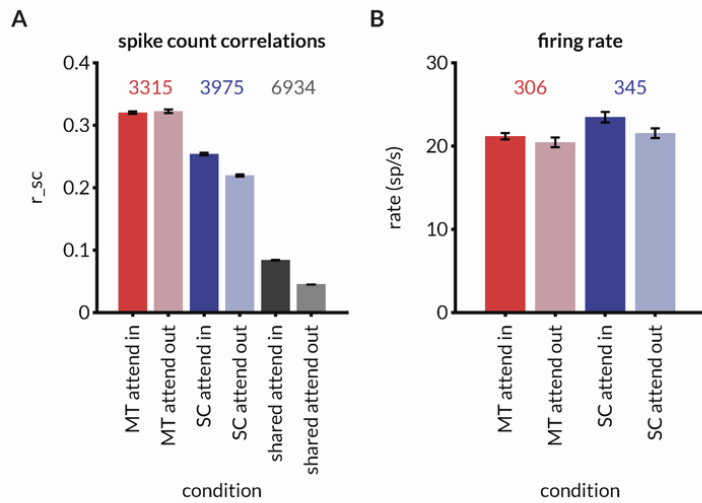 A
spike count correlations
0.4
0.3
0.2
0.1
0
r_sc
3315
3975
6934
MT attend in
MT attend out
SC attend in
SC attend out
shared attend in
shared attend out
condition
B
firing rate
30
20
10
0
rate (sp/s)
306
345
MT attend in
MT attend out
SC attend in
SC attend out
condition